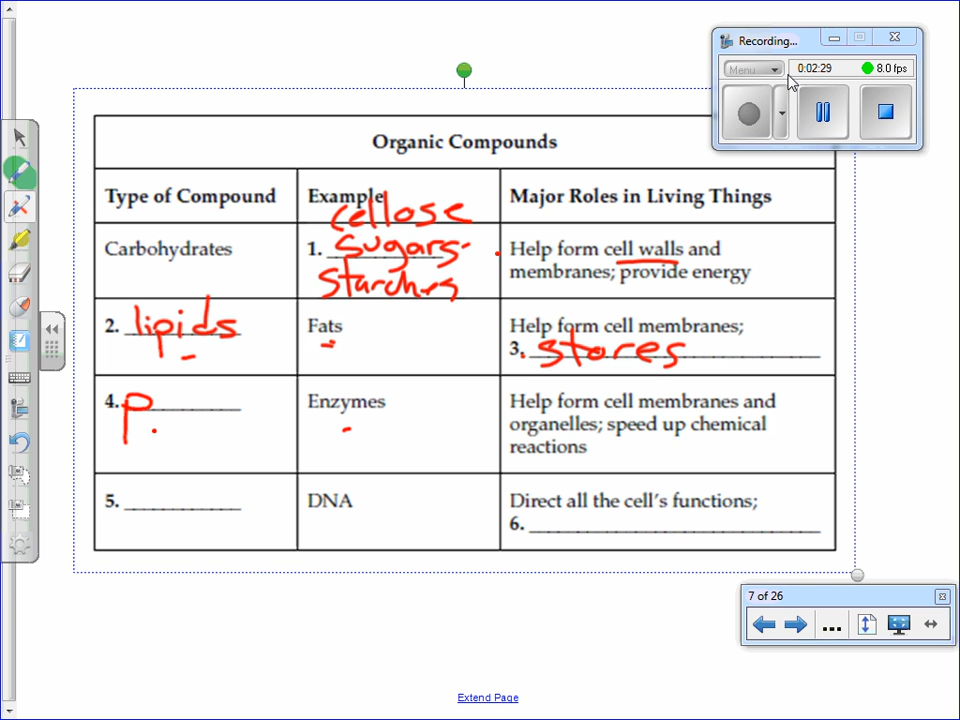 Recording...
Menu
0:02:29
8.0 fps
Organic Compounds
Type of Compound
Example
Major Roles in Living Things
cellose
Carbohydrates
1. sugars
starches
Help form cell walls and
membranes; provide energy
2. lipids
Fats
Help form cell membranes;
3. stores
4. p
Enzymes
Help form cell membranes and
organelles; speed up chemical
reactions
5.
DNA
Direct all the cell's functions;
6.
7 of 26
...
Extend Page